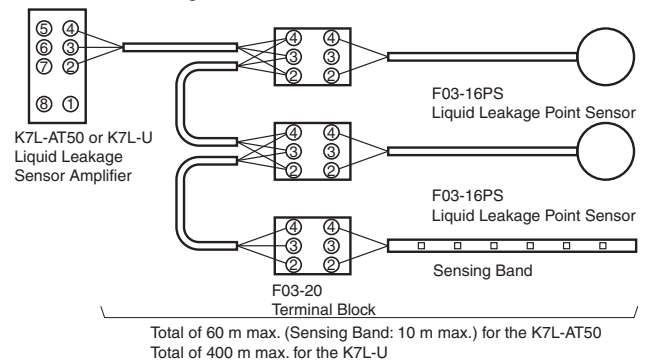 ⑤ ④
⑥ ③
⑦ ②
⑧ ①
K7L-AT50 or K7L-U
Liquid Leakage
Sensor Amplifier
④ ④
③ ③
② ②
F03-16PS
Liquid Leakage Point Sensor
④ ④
③ ③
② ②
F03-16PS
Liquid Leakage Point Sensor
④ ④
③ ③
② ②
Sensing Band
F03-20
Terminal Block
Total of 60 m max. (Sensing Band: 10 m max.) for the K7L-AT50
Total of 400 m max. for the K7L-U